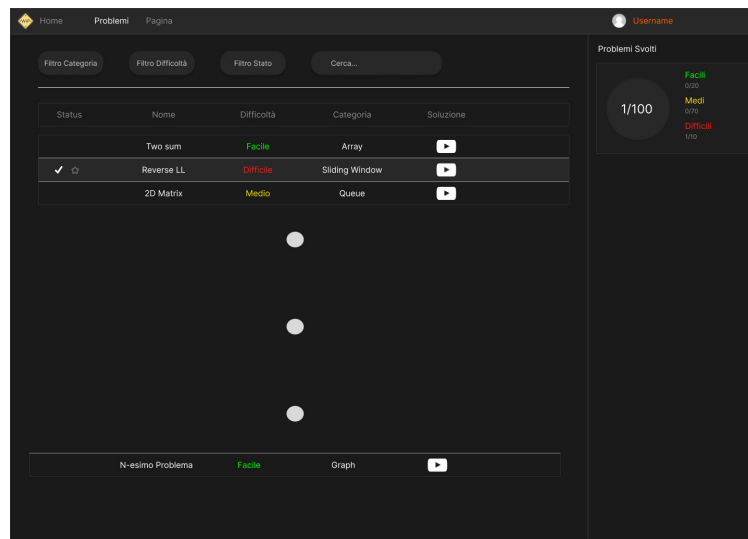 Home Problemi Pagina Username
Filtro Categoria Filtro Difficoltà Filtro Stato Cerca...
Status Nome Difficoltà Categoria Soluzione
Two sum Facile Array
Reverse LL Difficile Sliding Window
2D Matrix Medio Queue
N-esimo Problema Facile Graph
Problemi Svolti
1/100
Facili
0/20
Medi
0/70
Difficili
1/10